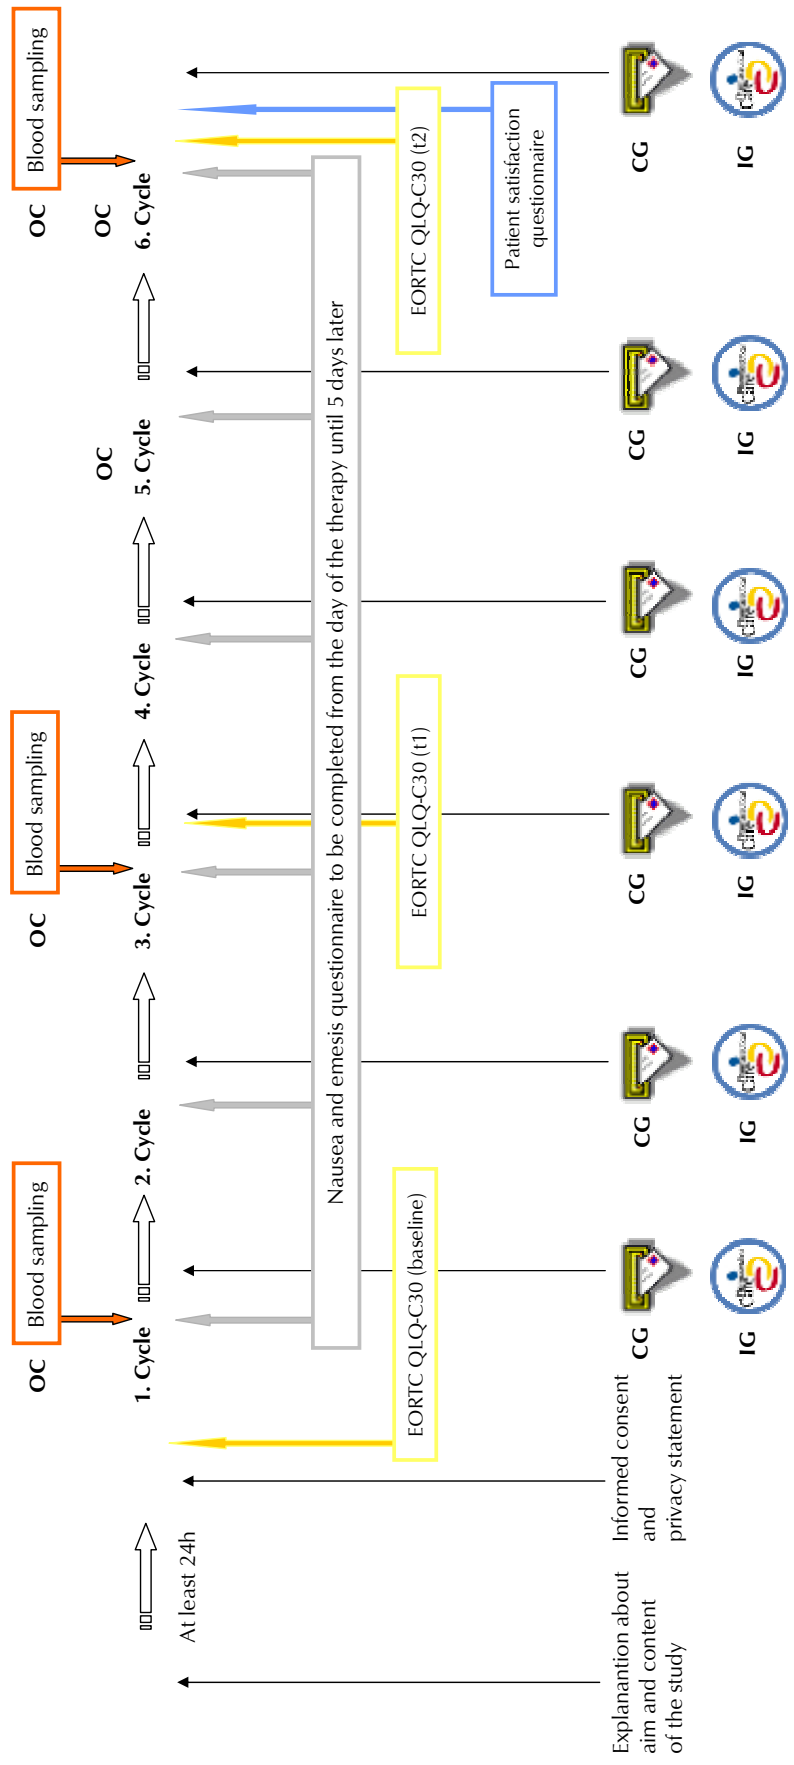 OC
Blood sampling
OC
Blood sampling
OC
Blood sampling
OC
OC
1. Cycle
2. Cycle
3. Cycle
4. Cycle
5. Cycle
6. Cycle
At least 24h
Nausea and emesis questionnaire to be completed from the day of the therapy until 5 days later
EORTC QLQ-C30 (baseline)
EORTC QLQ-C30 (t1)
EORTC QLQ-C30 (t2)
Patient satisfaction
questionnaire
Explanantion about
aim and content
of the study
Informed consent
and
privacy statement
CG
CG
CG
CG
CG
CG
IG
IG
IG
IG
IG
IG